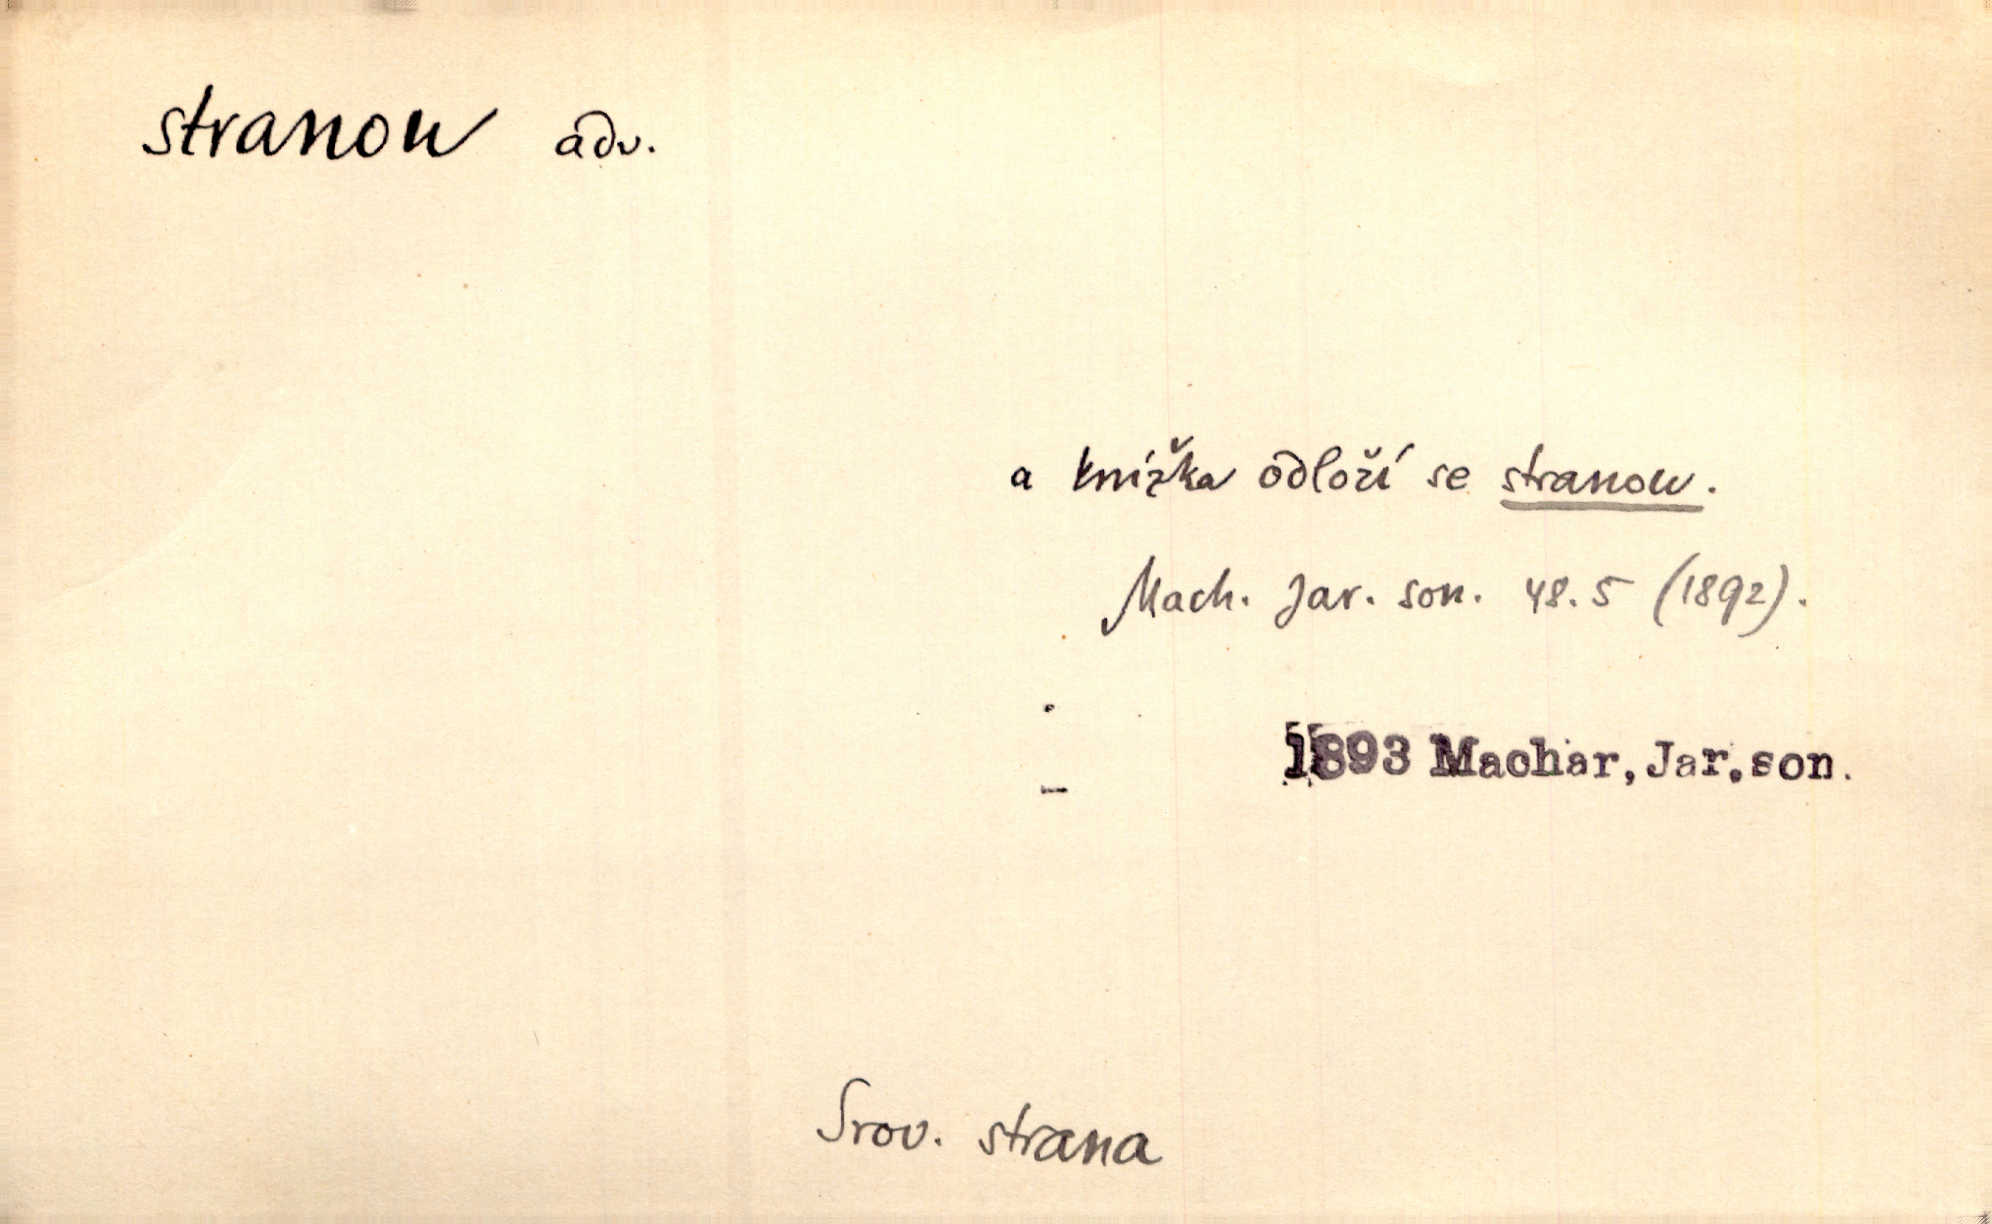 stranou adv.
a knížka odloží se stranou.
Mach. Jar. son. 48.5 (1892).
1893 Machar, Jar. son.
Srov. strana